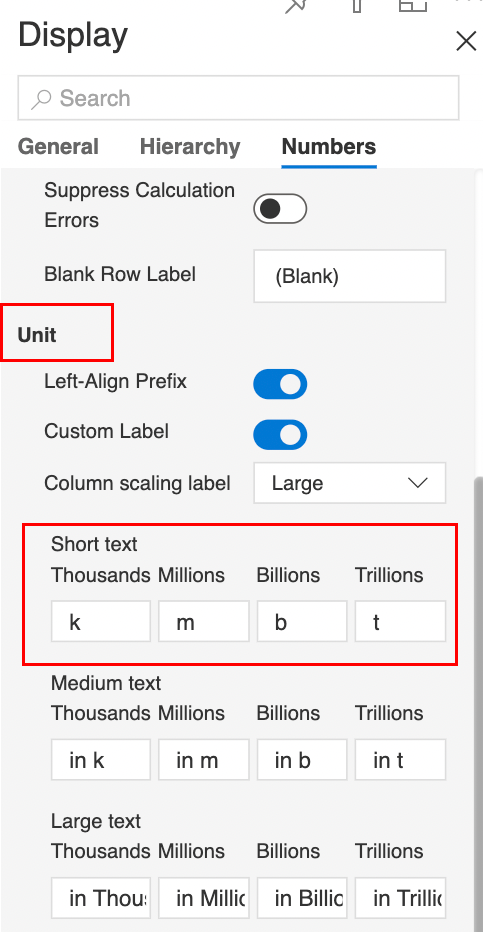 Display
Search
General Hierarchy Numbers
Suppress Calculation
Errors
Blank Row Label (Blank)
Unit
Left-Align Prefix
Custom Label
Column scaling label Large
Short text
Thousands Millions Billions Trillions
k m b t
Medium text
Thousands Millions Billions Trillions
in k in m in b in t
Large text
Thousands Millions Billions Trillions
in Thou in Millic in Billic in Trilli